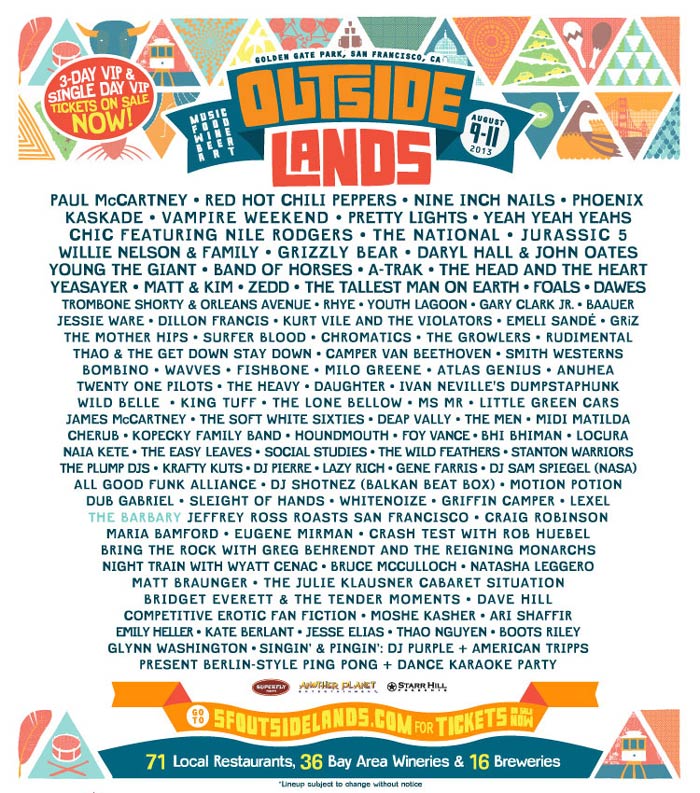 3-DAY VIP &
SINGLE DAY VIP
TICKETS ON SALE
NOW!
GOLDEN GATE PARK, SAN FRANCISCO, CA
OUTSIDE
LANDS
MUSIC
FOOD
WINE
BEER
ART
AUGUST
9-11
2013
PAUL McCARTNEY • RED HOT CHILI PEPPERS • NINE INCH NAILS • PHOENIX
KASKADE • VAMPIRE WEEKEND • PRETTY LIGHTS • YEAH YEAH YEAHS
CHIC FEATURING NILE RODGERS • THE NATIONAL • JURASSIC 5
WILLIE NELSON & FAMILY • GRIZZLY BEAR • DARYL HALL & JOHN OATES
YOUNG THE GIANT • BAND OF HORSES • A-TRAK • THE HEAD AND THE HEART
YEASAYER • MATT & KIM • ZEDD • THE TALLEST MAN ON EARTH • FOALS • DAWES
TROMBONE SHORTY & ORLEANS AVENUE • RHYE • YOUTH LAGOON • GARY CLARK JR. • BAAUER
JESSIE WARE • DILLON FRANCIS • KURT VILE AND THE VIOLATORS • EMELI SANDÉ • GRiZ
THE MOTHER HIPS • SURFER BLOOD • CHROMATICS • THE GROWLERS • RUDIMENTAL
THAO & THE GET DOWN STAY DOWN • CAMPER VAN BEETHOVEN • SMITH WESTERNS
BOMBINO • WAVVES • FISHBONE • MILO GREENE • ATLAS GENIUS • ANUHEA
TWENTY ONE PILOTS • THE HEAVY • DAUGHTER • IVAN NEVILLE'S DUMPSTAPHUNK
WILD BELLE • KING TUFF • THE LONE BELLOW • MS MR • LITTLE GREEN CARS
JAMES McCARTNEY • THE SOFT WHITE SIXTIES • DEAP VALLY • THE MEN • MIDI MATILDA
CHERUB • KOPECKY FAMILY BAND • HOUNDMOUTH • FOY VANCE • BHI BHIMAN • LOCURA
NAIA KETE • THE EASY LEAVES • SOCIAL STUDIES • THE WILD FEATHERS • STANTON WARRIORS
THE PLUMP DJS • KRAFTY KUTS • DJ PIERRE • LAZY RICH • GENE FARRIS • DJ SAM SPIEGEL (NASA)
ALL GOOD FUNK ALLIANCE • DJ SHOTNEZ (BALKAN BEAT BOX) • MOTION POTION
DUB GABRIEL • SLEIGHT OF HANDS • WHITENOIZE • GRIFFIN CAMPER • LEXEL
THE BARBARY JEFFREY ROSS ROASTS SAN FRANCISCO • CRAIG ROBINSON
MARIA BAMFORD • EUGENE MIRMAN • CRASH TEST WITH ROB HUEBEL
BRING THE ROCK WITH GREG BEHRENDT AND THE REIGNING MONARCHS
NIGHT TRAIN WITH WYATT CENAC • BRUCE MCCULLOCH • NATASHA LEGGERO
MATT BRAUNGER • THE JULIE KLAUSNER CABARET SITUATION
BRIDGET EVERETT & THE TENDER MOMENTS • DAVE HILL
COMPETITIVE EROTIC FAN FICTION • MOSHE KASHER • ARI SHAFFIR
EMILY HELLER • KATE BERLANT • JESSE ELIAS • THAO NGUYEN • BOOTS RILEY
GLYNN WASHINGTON • SINGIN' & PINGIN': DJ PURPLE + AMERICAN TRIPPS
PRESENT BERLIN-STYLE PING PONG + DANCE KARAOKE PARTY
SUPERFLY
ANOTHER PLANET
ENTERTAINMENT
STARR HILL
PRESENTS
GO TO SFOUTSIDELANDS.COM FOR TICKETS ON SALE NOW
71 Local Restaurants, 36 Bay Area Wineries & 16 Breweries
*Lineup subject to change without notice